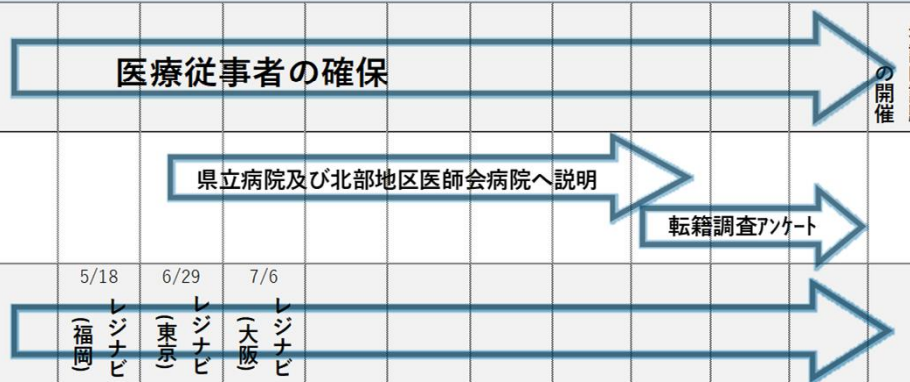 医療従事者の確保
の開催
県立病院及び北部地区医師会病院へ説明
転籍調査ｱﾝｹｰﾄ
5/18
レジナビ
(福岡)
6/29
レジナビ
(東京)
7/6
レジナビ
(大阪)